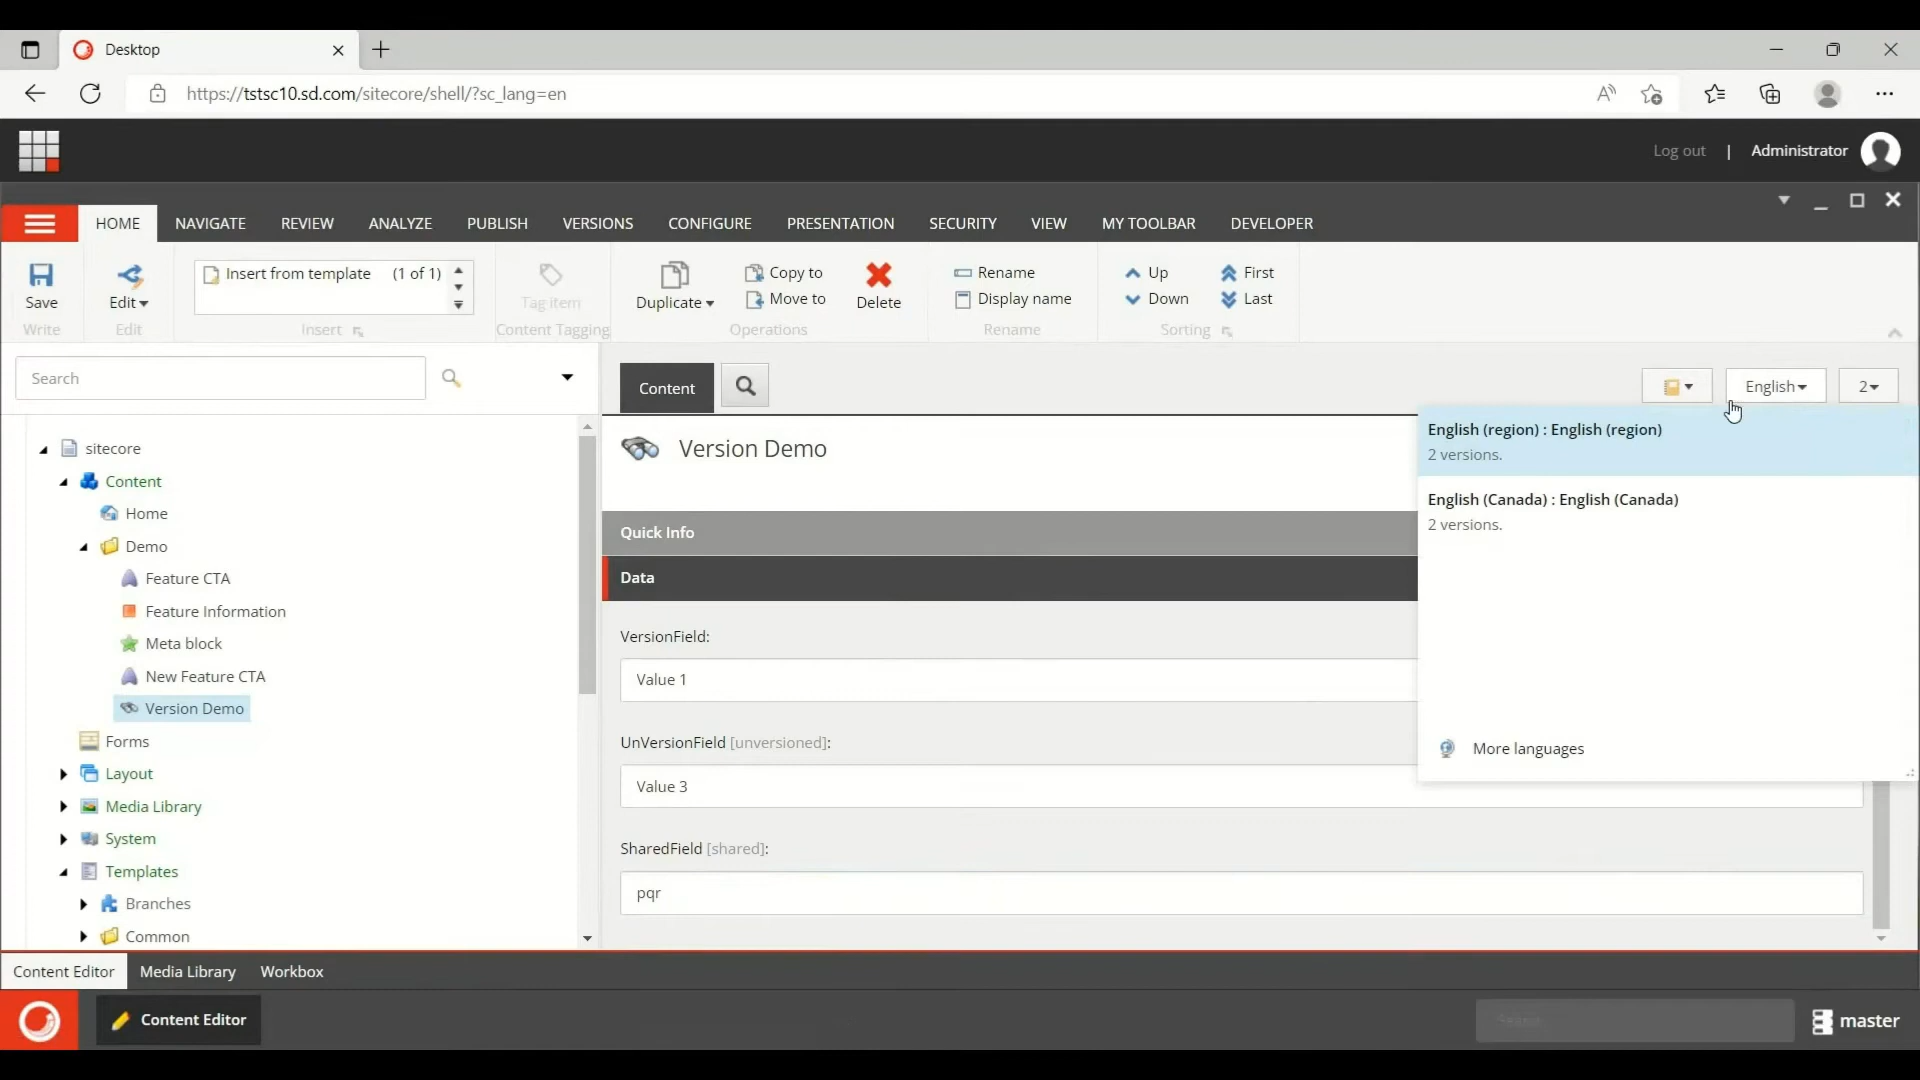 Desktop
https://tstsc10.sd.com/sitecore/shell/?sc_lang=en
Log out | Administrator
HOME NAVIGATE REVIEW ANALYZE PUBLISH VERSIONS CONFIGURE PRESENTATION SECURITY VIEW MY TOOLBAR DEVELOPER
Insert from template (1 of 1)
Copy to
Rename
Up
First
Save
Edit
Tag item
Duplicate
Move to
Delete
Display name
Down
Last
Write
Edit
Insert
Content Tagging
Operations
Rename
Sorting
Search
Content
English
2
sitecore
Content
Home
Demo
Feature CTA
Feature Information
Meta block
New Feature CTA
Version Demo
Forms
Layout
Media Library
System
Templates
Branches
Common
Version Demo
Quick Info
Data
VersionField:
Value 1
UnVersionField [unversioned]:
Value 3
SharedField [shared]:
pqr
English (region) : English (region)
2 versions.
English (Canada) : English (Canada)
2 versions.
More languages
Content Editor Media Library Workbox
Content Editor
master